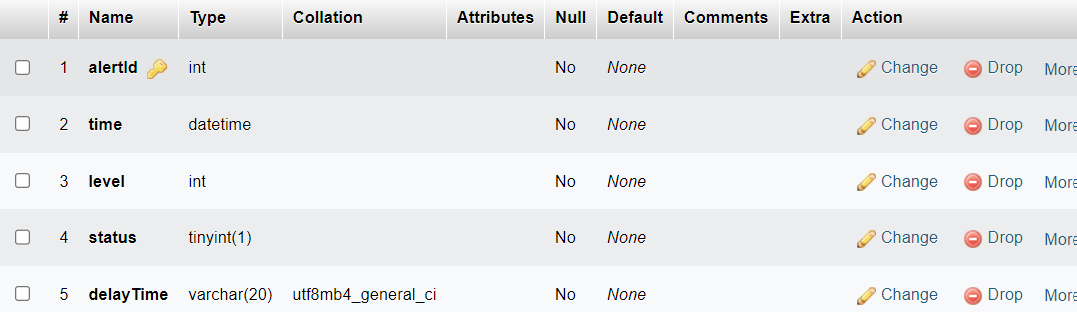 # Name Type Collation Attributes Null Default Comments Extra Action
1 alertId int No None Change Drop More
2 time datetime No None Change Drop More
3 level int No None Change Drop More
4 status tinyint(1) No None Change Drop More
5 delayTime varchar(20) utf8mb4_general_ci No None Change Drop More